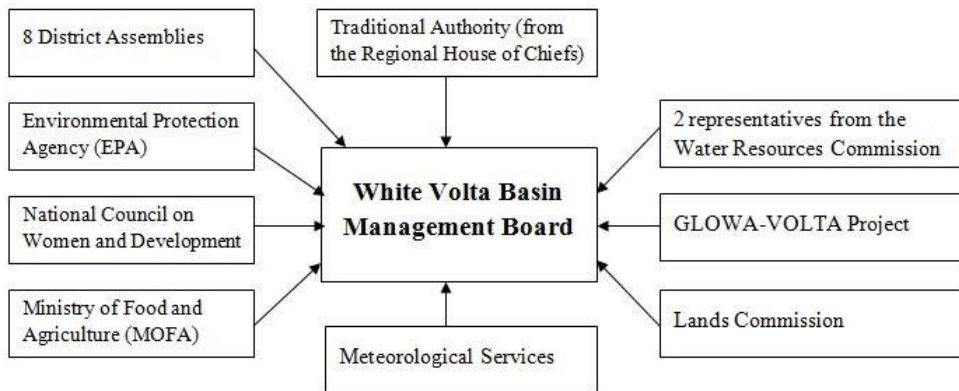 8 District Assemblies
Traditional Authority (from
the Regional House of Chiefs)
Environmental Protection
Agency (EPA)
2 representatives from the
Water Resources Commission
White Volta Basin
Management Board
National Council on
Women and Development
GLOWA-VOLTA Project
Ministry of Food and
Agriculture (MOFA)
Lands Commission
Meteorological Services